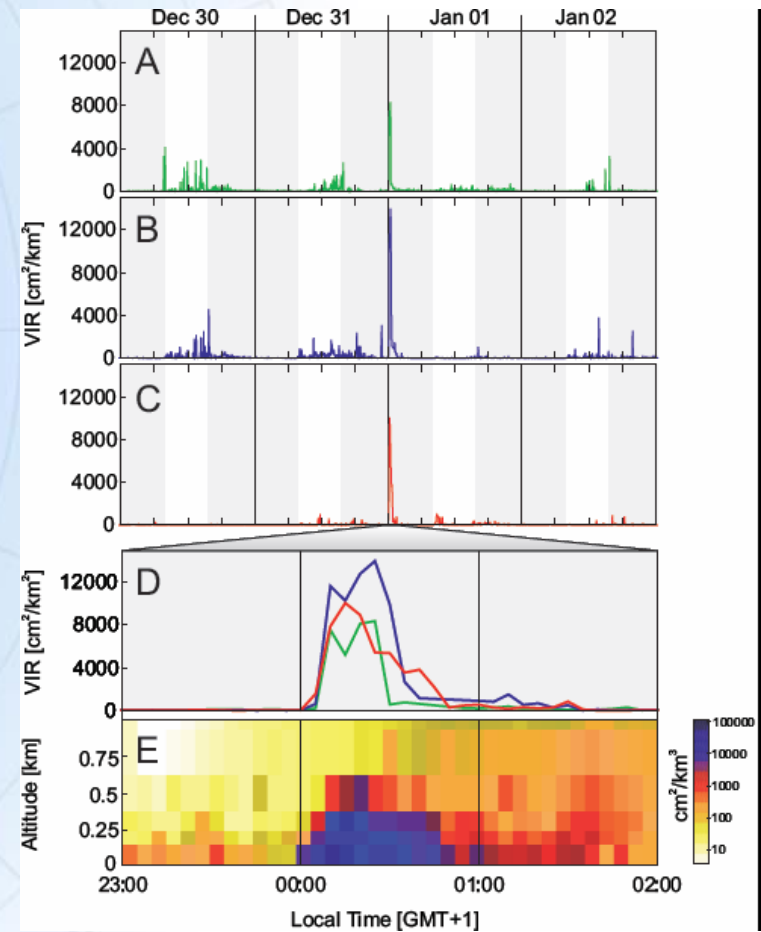 Dec 30 Dec 31 Jan 01 Jan 02
A
12000
8000
4000
0
B
12000
8000
4000
0
VIR [cm²/km²]
C
12000
8000
4000
0
D
12000
8000
4000
0
VIR [cm²/km²]
E
0.75
0.5
0.25
0
Altitude [km]
100000
10000
1000
100
10
cm²/km³
23:00 00:00 01:00 02:00
Local Time [GMT+1]